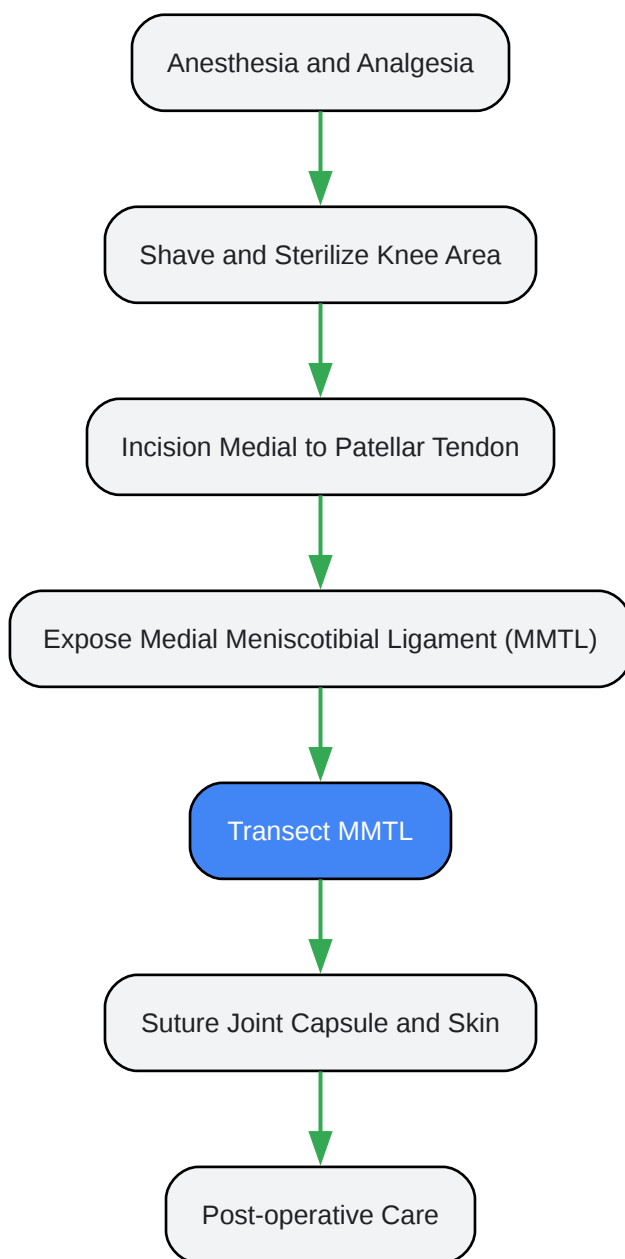 Anesthesia and Analgesia
Shave and Sterilize Knee Area
Incision Medial to Patellar Tendon
Expose Medial Meniscotibial Ligament (MMTL)
Transect MMTL
Suture Joint Capsule and Skin
Post-operative Care